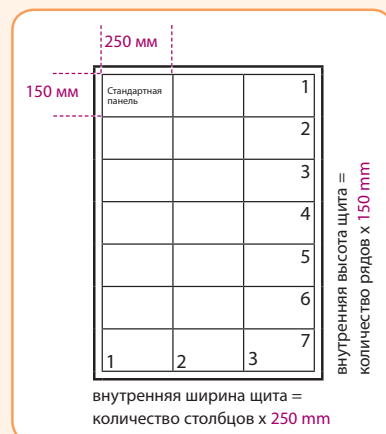 250 мм
150 мм
Стандартная
панель
1
2
3
4
5
6
7
1 2 3
внутренняя высота щита =
количество рядов x 150 mm
внутренняя ширина щита =
количество столбцов x 250 mm